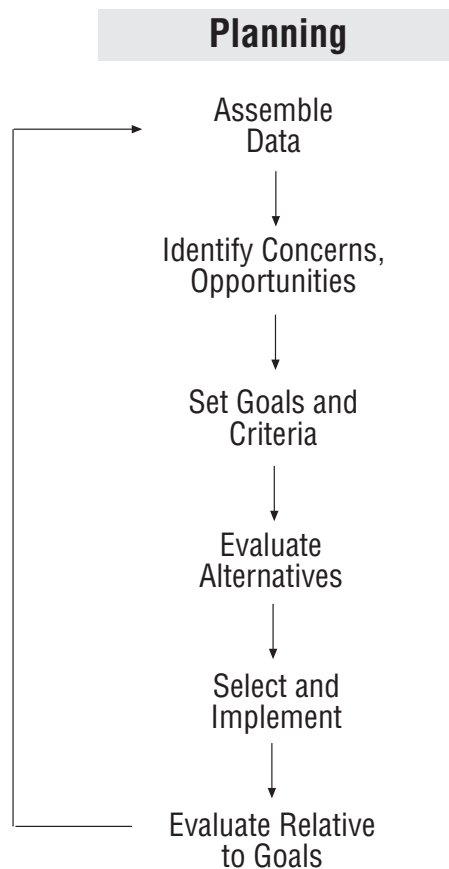 Planning
Assemble
Data
Identify Concerns,
Opportunities
Set Goals and
Criteria
Evaluate
Alternatives
Select and
Implement
Evaluate Relative
to Goals